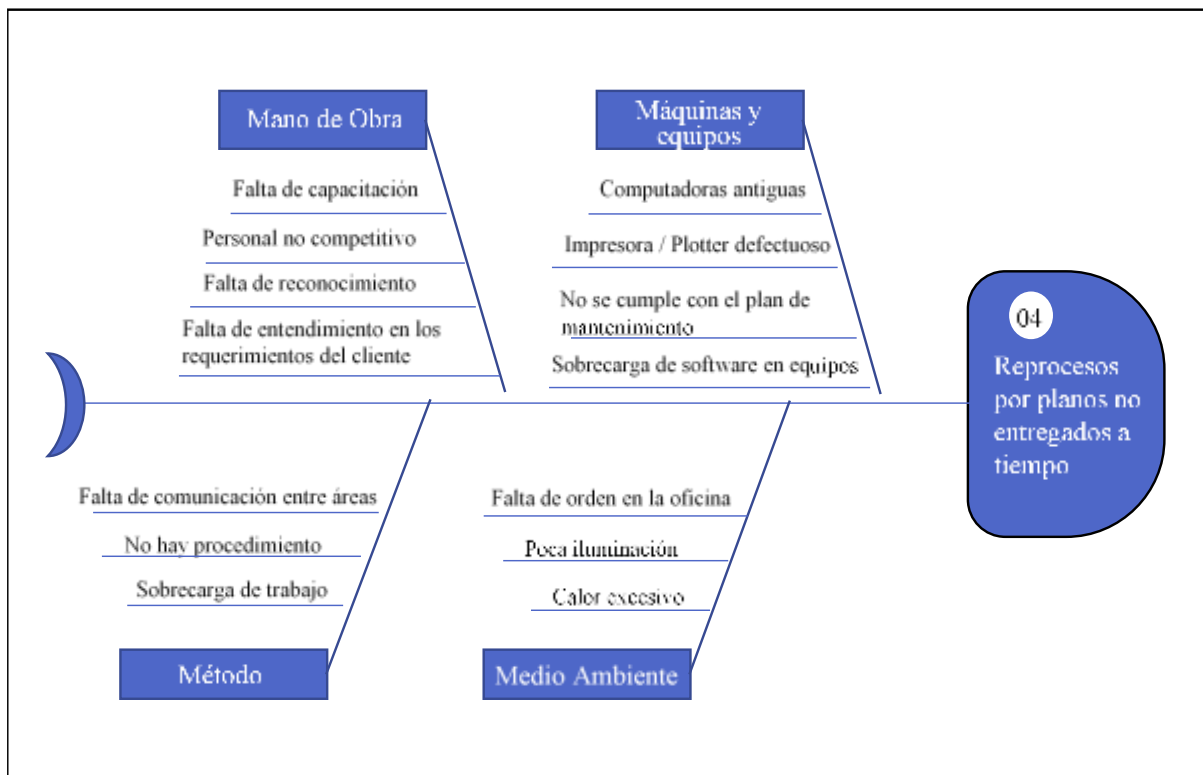 Mano de Obra
Máquinas y
equipos
Falta de capacitación
Personal no competitivo
Falta de reconocimiento
Falta de entendimiento en los
requerimientos del cliente
Computadoras antiguas
Impresora / Plotter defectuoso
No se cumple con el plan de
mantenimiento
Sobrecarga de software en equipos
04
Reprocesos
por planos no
entregados a
tiempo
Falta de comunicación entre áreas
No hay procedimiento
Sobrecarga de trabajo
Falta de orden en la oficina
Poca iluminación
Calor excesivo
Método
Medio Ambiente